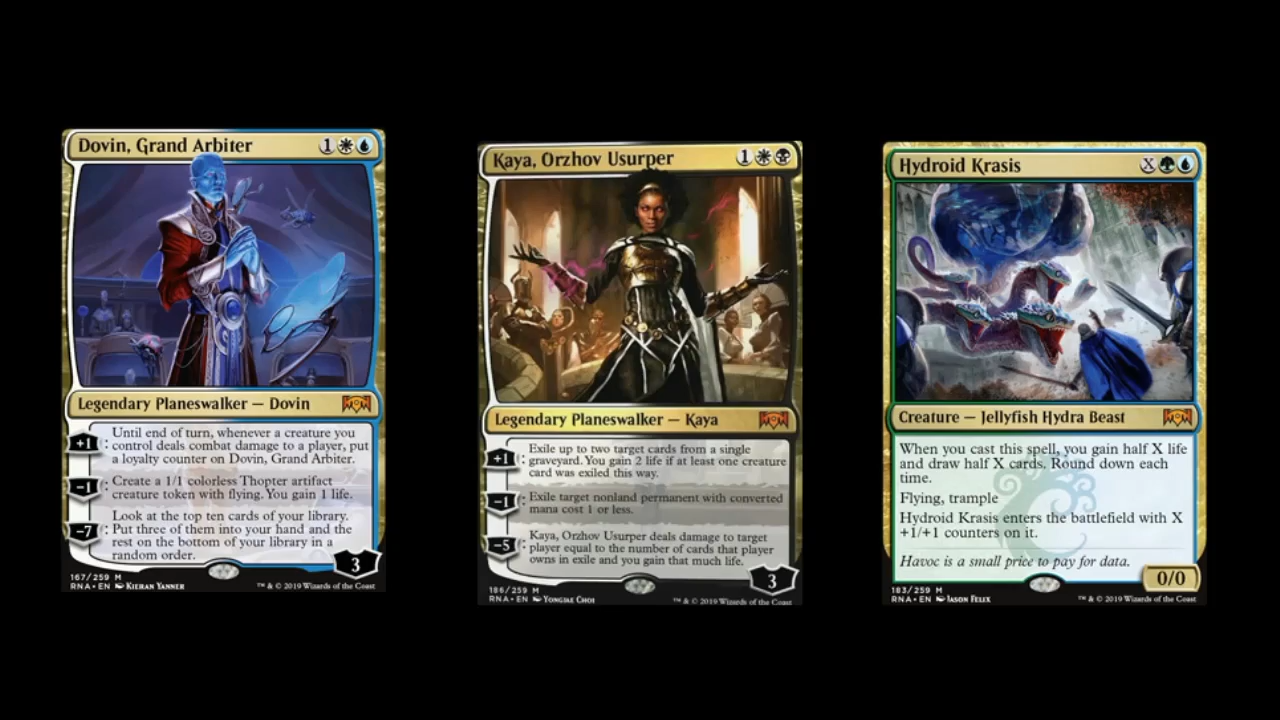 Dovin, Grand Arbiter 1
Legendary Planeswalker — Dovin
+1: Until end of turn, whenever a creature you
control deals combat damage to a player, put
a loyalty counter on Dovin, Grand Arbiter.
−1: Create a 1/1 colorless Thopter artifact
creature token with flying. You gain 1 life.
Look at the top ten cards of your library.
−7: Put three of them into your hand and the
rest on the bottom of your library in a
random order.
3
167/259 M
RNA • EN Kieran Yanner ™ & © 2019 Wizards of the Coast
Kaya, Orzhov Usurper 1
Legendary Planeswalker — Kaya
+1: Exile up to two target cards from a single
graveyard. You gain 2 life if at least one creature
card was exiled this way.
−1: Exile target nonland permanent with converted
mana cost 1 or less.
−5: Kaya, Orzhov Usurper deals damage to target
player equal to the number of cards that player
owns in exile and you gain that much life.
3
186/259 M
RNA • EN Yongjae Choi ™ & © 2019 Wizards of the Coast
Hydroid Krasis X
Creature — Jellyfish Hydra Beast
When you cast this spell, you gain half X life
and draw half X cards. Round down each
time.
Flying, trample
Hydroid Krasis enters the battlefield with X
+1/+1 counters on it.
Havoc is a small price to pay for data.
0/0
183/259 M
RNA • EN Jason Felix ™ & © 2019 Wizards of the Coast